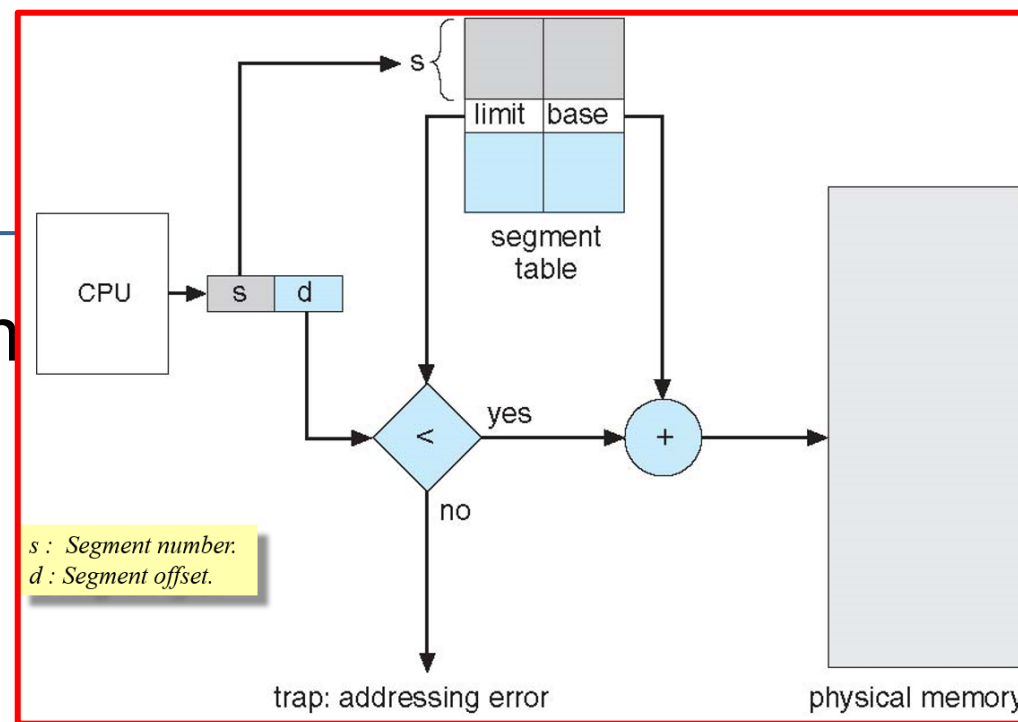 s
limit base
segment
table
CPU
s d
n
< yes +
no
s : Segment number.
d : Segment offset.
trap: addressing error
physical memory